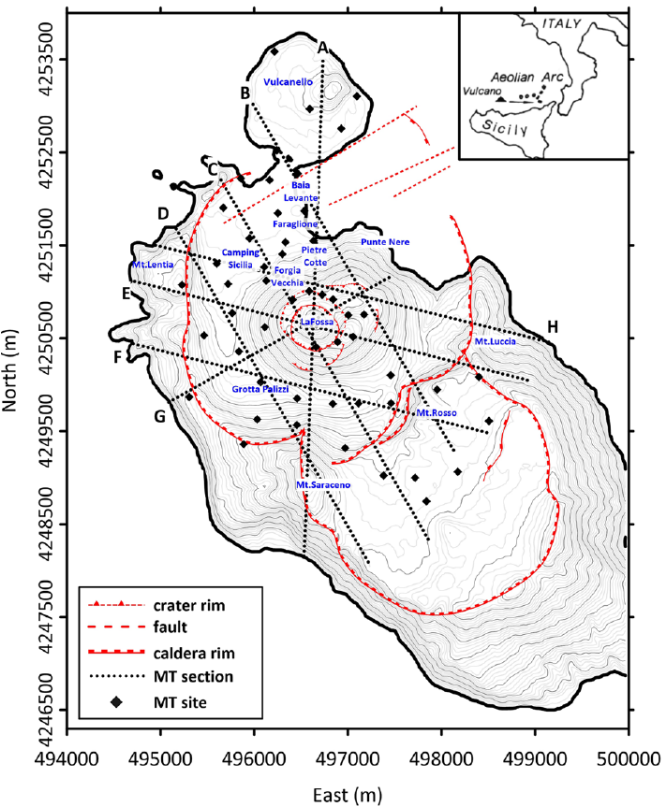 4253500
4252500
4251500
4250500
4249500
4248500
4247500
4246500
North (m)
A
Vulcanello
B
ITALY
Aeolian Arc
Vulcano
Sicily
C
Baia
Levante
D
Faraglione
Punte Nere
Pietre
Cotte
Camping
Sicilia
Mt.Lentia
Forgia
Vecchia
E
LaFossa
H
Mt.Luccia
F
Grotta Palizzi
G
Mt.Rosso
Mt.Saraceno
crater rim
fault
caldera rim
MT section
MT site
494000 495000 496000 497000 498000 499000 500000
East (m)